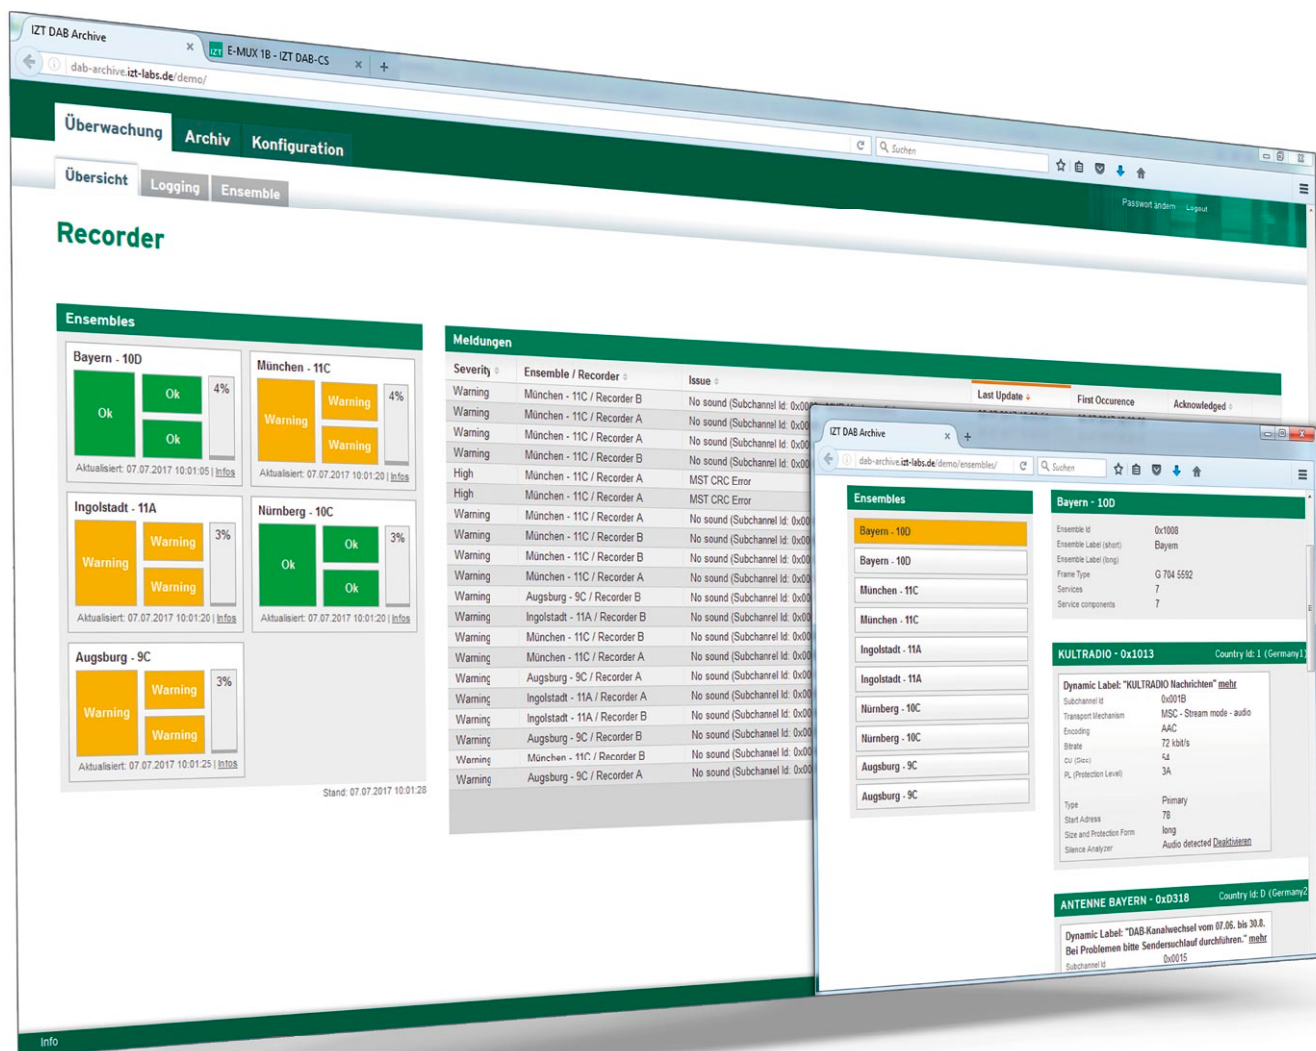 IZT DAB Archive
IZT E-MUX 1B - IZT DAB-CS
dab-archive.izt-labs.de/demo/
Suchen
Überwachung Archiv Konfiguration
Passwort ändern Logout
Übersicht Logging Ensemble
Recorder
Ensembles
Bayern - 10D
Ok Ok Ok 4%
Aktualisiert: 07.07.2017 10:01:05 | Infos
München - 11C
Warning Warning Warning 4%
Aktualisiert: 07.07.2017 10:01:20 | Infos
Ingolstadt - 11A
Warning Warning Warning 3%
Aktualisiert: 07.07.2017 10:01:20 | Infos
Nürnberg - 10C
Ok Ok Ok 3%
Aktualisiert: 07.07.2017 10:01:20 | Infos
Augsburg - 9C
Warning Warning Warning 3%
Aktualisiert: 07.07.2017 10:01:25 | Infos
Stand: 07.07.2017 10:01:28
Meldungen
Severity Ensemble / Recorder Issue Last Update First Occurence Acknowledged
Warning München - 11C / Recorder B No sound (Subchannel Id:
Warning München - 11C / Recorder A No sound (Subchannel Id: 0x00
Warning München - 11C / Recorder A No sound (Subchannel Id: 0x00
Warning München - 11C / Recorder B No sound (Subchannel Id: 0x00
High München - 11C / Recorder A MST CRC Error
High München - 11C / Recorder A MST CRC Error
Warning München - 11C / Recorder A No sound (Subchannel Id: 0x00
Warning München - 11C / Recorder B No sound (Subchannel Id: 0x00
Warning München - 11C / Recorder B No sound (Subchannel Id: 0x00
Warning München - 11C / Recorder A No sound (Subchannel Id: 0x00
Warning Augsburg - 9C / Recorder B No sound (Subchannel Id: 0x00
Warning Ingolstadt - 11A / Recorder B No sound (Subchannel Id: 0x00
Warning München - 11C / Recorder B No sound (Subchannel Id: 0x00
Warning München - 11C / Recorder A No sound (Subchannel Id: 0x00
Warning Augsburg - 9C / Recorder A No sound (Subchannel Id: 0x00
Warning Ingolstadt - 11A / Recorder A No sound (Subchannel Id: 0x00
Warning Ingolstadt - 11A / Recorder B No sound (Subchannel Id: 0x00
Warning Augsburg - 9C / Recorder B No sound (Subchannel Id: 0x00
Warning München - 11C / Recorder B No sound (Subchannel Id: 0x00
Warning Augsburg - 9C / Recorder A No sound (Subchannel Id: 0x00
IZT DAB Archive
dab-archive.izt-labs.de/demo/ensembles/ Suchen
Ensembles
Bayern - 10D
Bayern - 10D
München - 11C
München - 11C
Ingolstadt - 11A
Ingolstadt - 11A
Nürnberg - 10C
Nürnberg - 10C
Augsburg - 9C
Augsburg - 9C
Bayern - 10D
Ensemble Id 0x1008
Ensemble Label (short) Bayern
Ensemble Label (long)
Frame Type G 704 5592
Services 7
Service components 7
KULTRADIO - 0x1013 Country Id: 1 (Germany1)
Dynamic Label: "KULTRADIO Nachrichten" mehr
Subchannel Id 0x001B
Transport Mechanism MSC - Stream mode - audio
Encoding AAC
Bitrate 72 kbit/s
CU (Size) 54
PL (Protection Level) 3A
Type Primary
Start Adress 78
Size and Protection Form long
Silence Analyzer Audio detected Deaktivieren
ANTENNE BAYERN - 0xD318 Country Id: D (Germany2
Dynamic Label: "DAB-Kanalwechsel vom 07.06. bis 30.8.
Bei Problemen bitte Sendersuchlauf durchführen." mehr
Subchannel Id 0x0015
Info